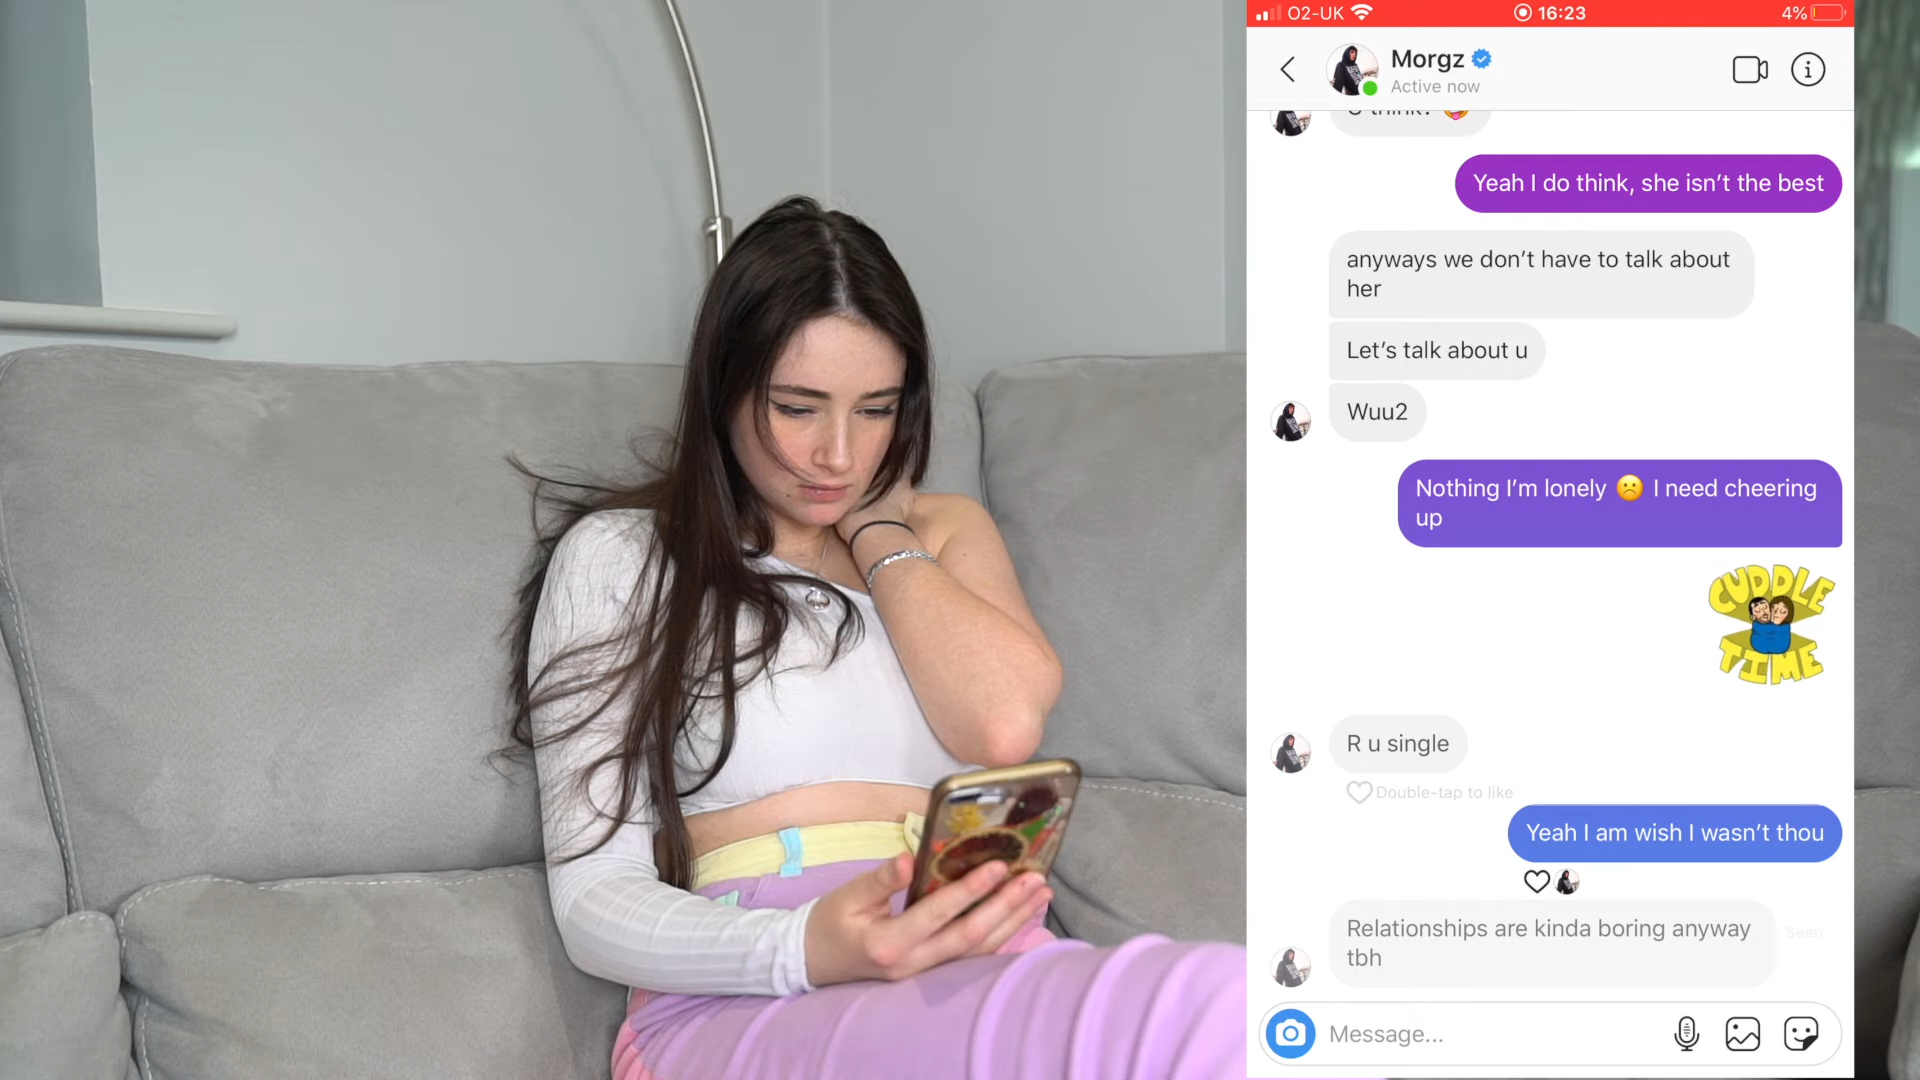 O2-UK 16:23 4%
Morgz
Active now
U think?
Yeah I do think, she isn't the best
anyways we don't have to talk about
her
Let's talk about u
Wuu2
Nothing I'm lonely ☹️ I need cheering
up
CUDDLE
TIME
R u single
Double-tap to like
Yeah I am wish I wasn't thou
Relationships are kinda boring anyway
tbh
Seen
Message...